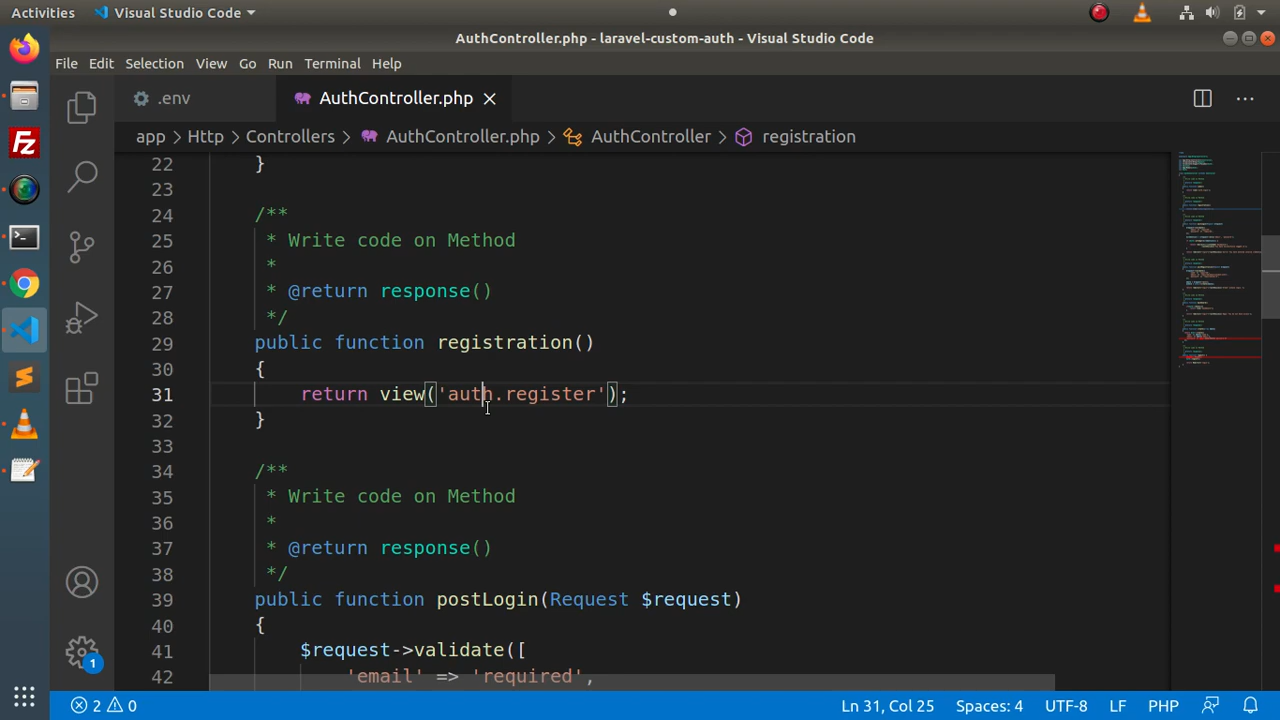 Activities
Visual Studio Code
AuthController.php - laravel-custom-auth - Visual Studio Code
File Edit Selection View Go Run Terminal Help
.env
AuthController.php
app > Http > Controllers > AuthController.php > AuthController > registration
22 }
23
24 /**
25 * Write code on Method
26 *
27 * @return response()
28 */
29 public function registration()
30 {
31 return view('auth.register');
32 }
33
34 /**
35 * Write code on Method
36 *
37 * @return response()
38 */
39 public function postLogin(Request $request)
40 {
41 $request->validate([
42 'email' => 'required',
1
2 0
Ln 31, Col 25
Spaces: 4
UTF-8
LF
PHP